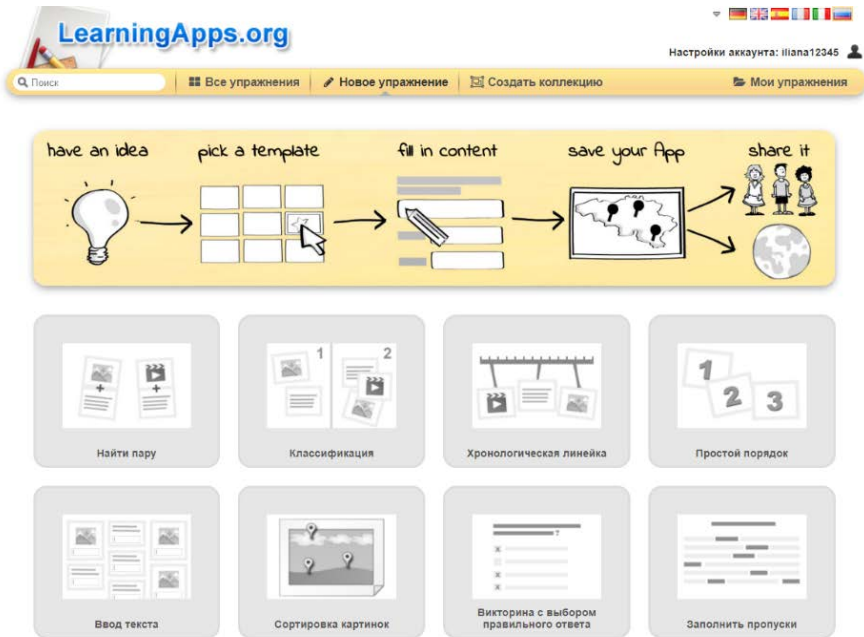 LearningApps.org
Настройки аккаунта: iliana12345
Поиск
Все упражнения
Новое упражнение
Создать коллекцию
Мои упражнения
have an idea
pick a template
fill in content
save your App
share it
Найти пару
1
2
Классификация
Хронологическая линейка
1
2
3
Простой порядок
Ввод текста
Сортировка картинок
?
x
x
x
Викторина с выбором
правильного ответа
Заполнить пропуски